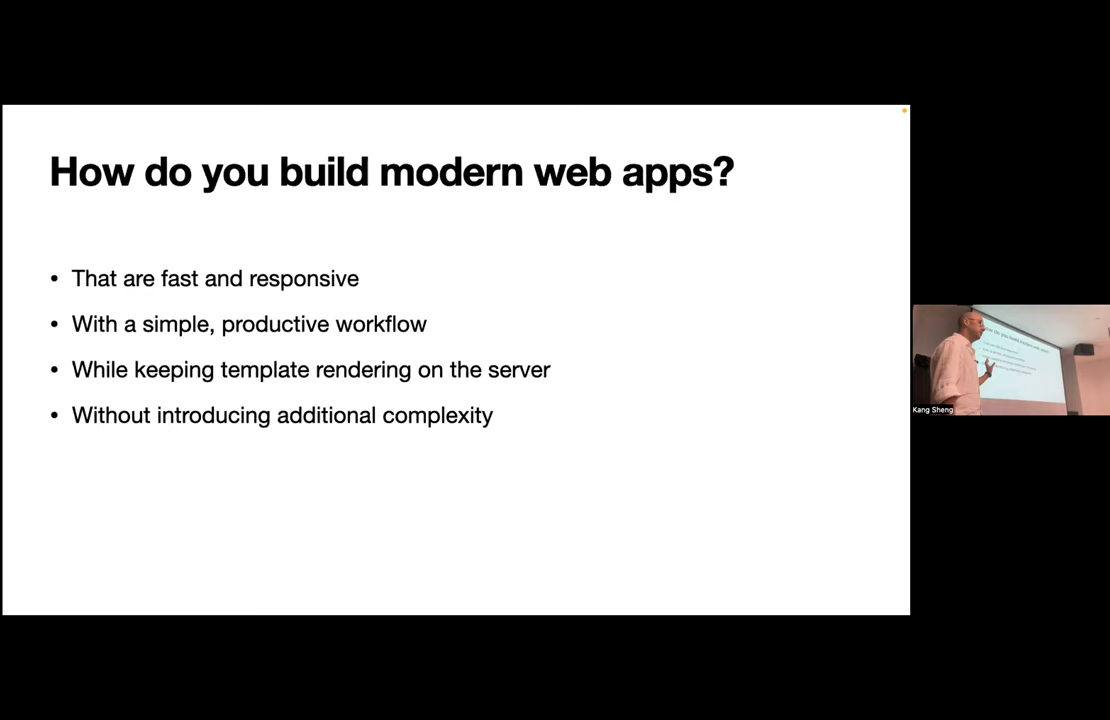 How do you build modern web apps?
• That are fast and responsive
• With a simple, productive workflow
• While keeping template rendering on the server
• Without introducing additional complexity
Kang Sheng